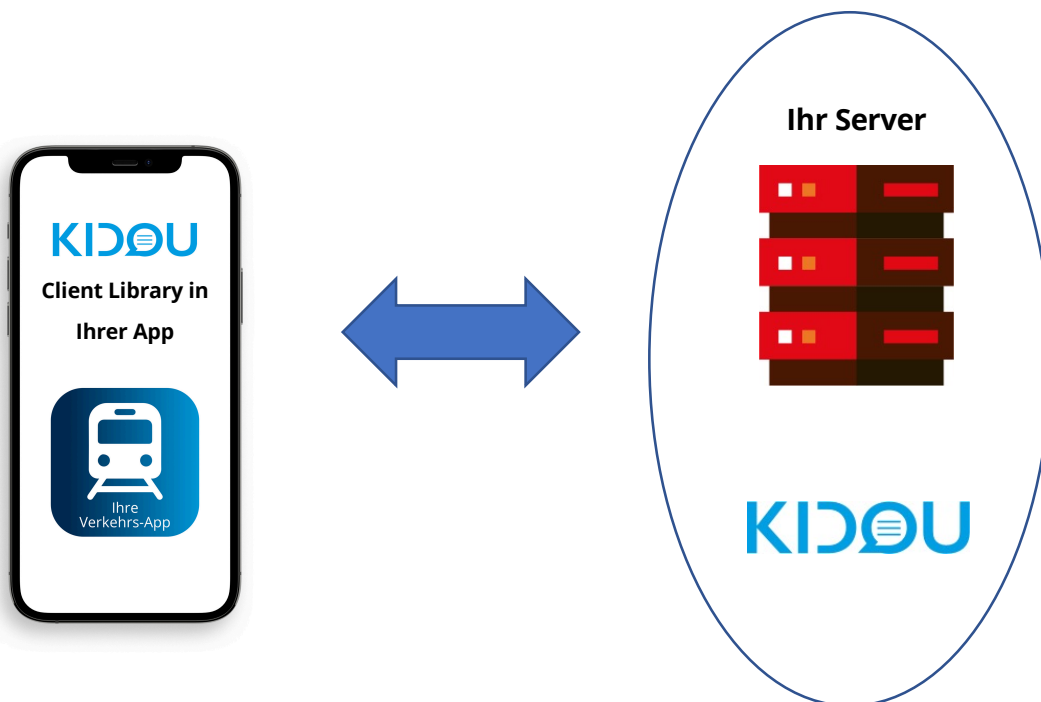 KIDOU
Client Library in
Ihrer App
Ihre
Verkehrs-App
Ihr Server
KIDOU